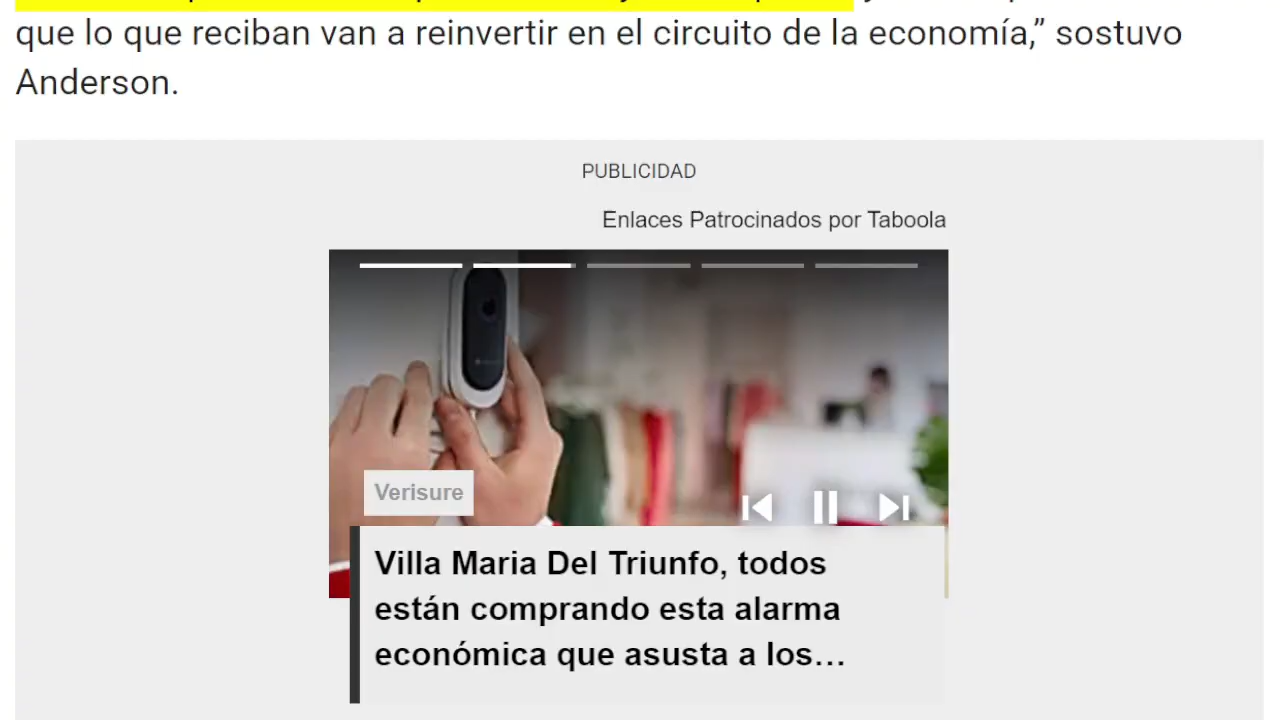 que lo que reciban van a reinvertir en el circuito de la economía,” sostuvo
Anderson.
PUBLICIDAD
Enlaces Patrocinados por Taboola
Verisure
Villa Maria Del Triunfo, todos
están comprando esta alarma
económica que asusta a los...